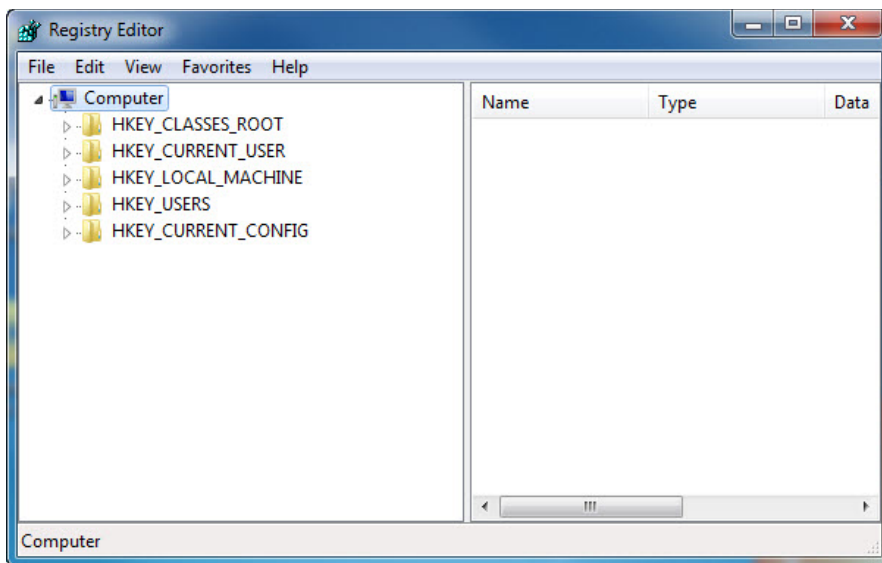 Registry Editor
File Edit View Favorites Help
Computer
HKEY_CLASSES_ROOT
HKEY_CURRENT_USER
HKEY_LOCAL_MACHINE
HKEY_USERS
HKEY_CURRENT_CONFIG
Name Type Data
Computer